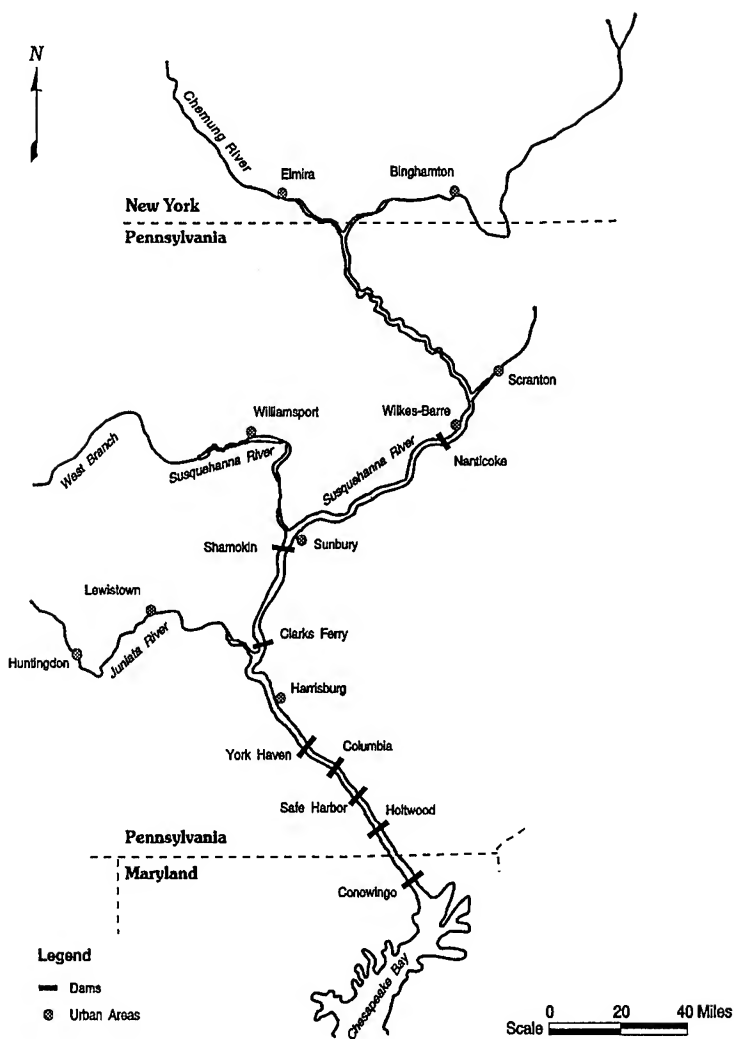 N
Chemung River
Elmira
Binghamton
New York
Pennsylvania
Scranton
Williamsport
Wilkes-Barre
West Branch
Susquehanna River
Susquehanna River
Nanticoke
Shamokin
Sunbury
Lewistown
Clarks Ferry
Huntingdon
Juniata River
Harrisburg
York Haven
Columbia
Safe Harbor
Holtwood
Pennsylvania
Maryland
Conowingo
Chesapeake Bay
Legend
Dams
Urban Areas
0 20 40 Miles
Scale